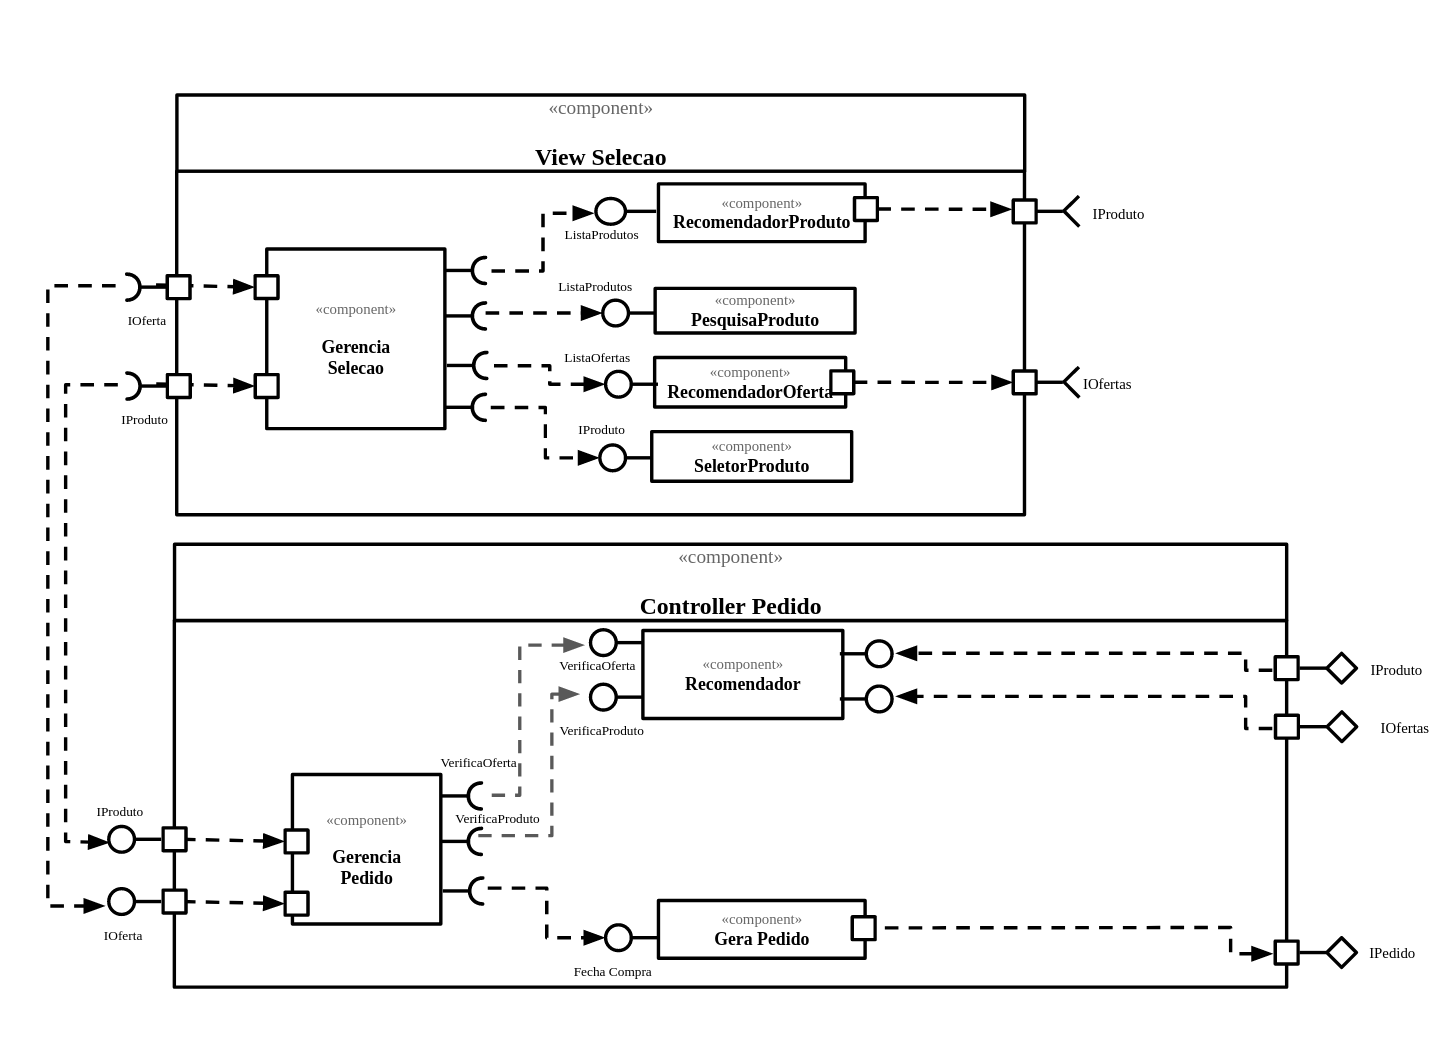 «component»
View Selecao
«component»
RecomendadorProduto
IProduto
ListaProdutos
ListaProdutos
«component»
PesquisaProduto
«component»
Gerencia
Selecao
IOferta
ListaOfertas
«component»
RecomendadorOferta
IOfertas
IProduto
IProduto
«component»
SeletorProduto
«component»
Controller Pedido
VerificaOferta
«component»
Recomendador
IProduto
VerificaProduto
IOfertas
VerificaOferta
IProduto
VerificaProduto
«component»
Gerencia
Pedido
IOferta
«component»
Gera Pedido
IPedido
Fecha Compra